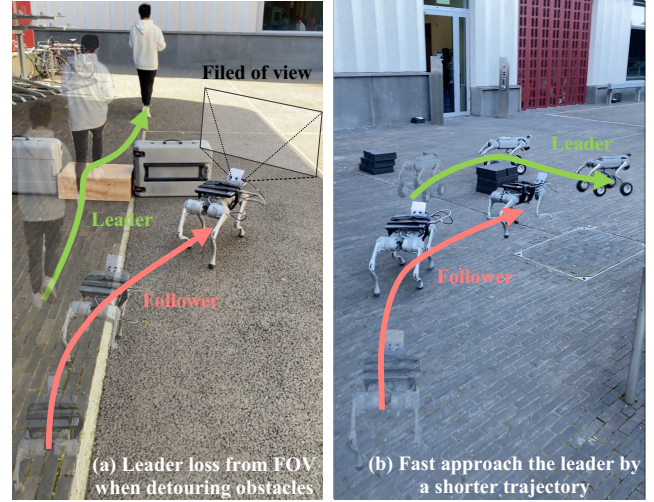 Filed of view
Leader
Follower
(a) Leader loss from FOV
when detouring obstacles
Leader
Follower
(b) Fast approach the leader by
a shorter trajectory